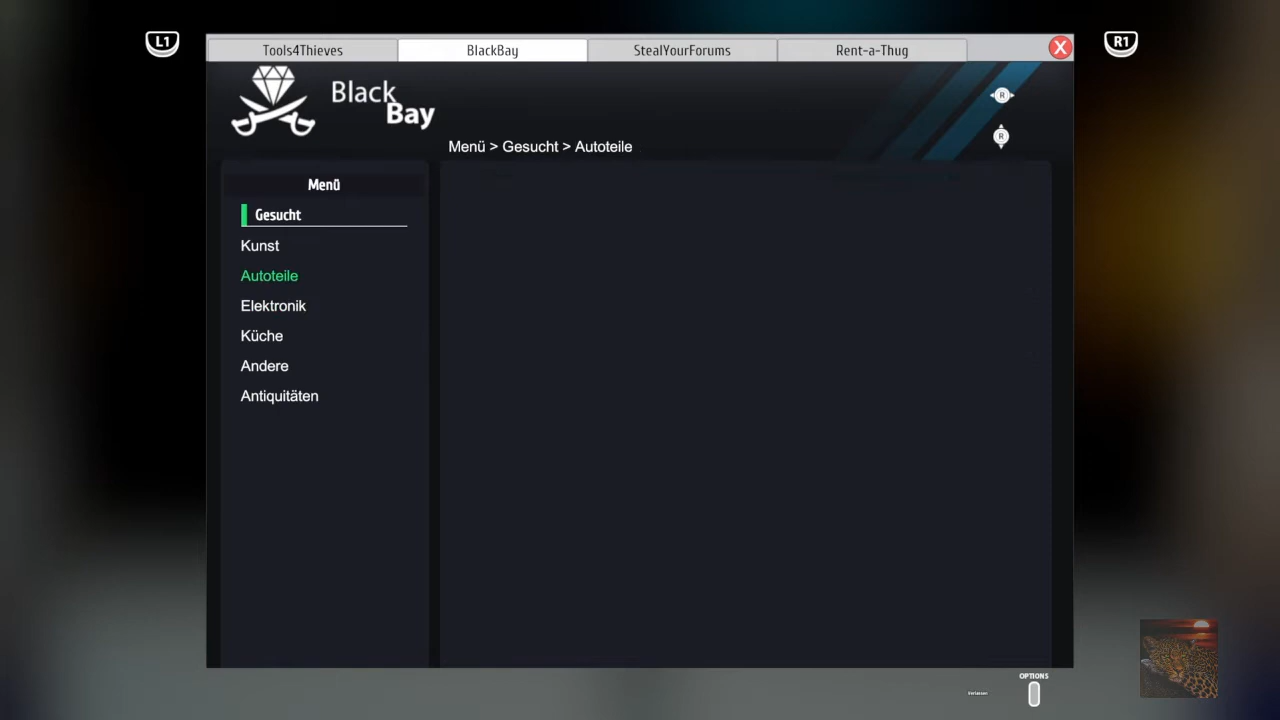 L1
R1
Tools4Thieves
BlackBay
StealYourForums
Rent-a-Thug
X
Black
Bay
R
R
Menü > Gesucht > Autoteile
Menü
Gesucht
Kunst
Autoteile
Elektronik
Küche
Andere
Antiquitäten
OPTIONS
Verlassen